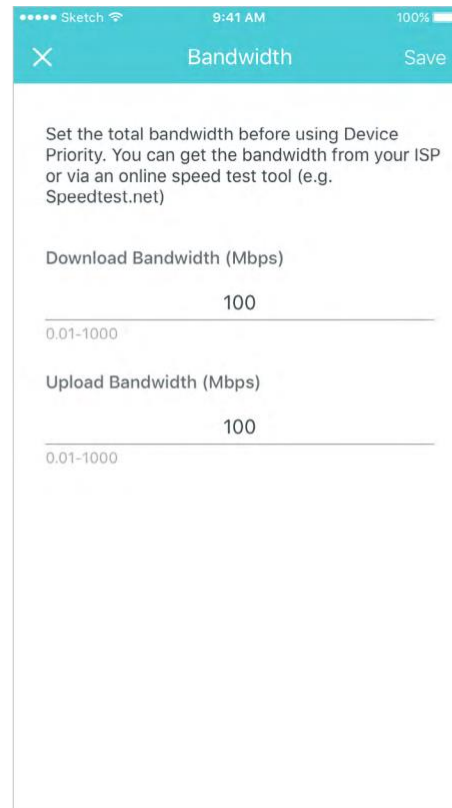 Sketch 9:41 AM 100%
Bandwidth Save
Set the total bandwidth before using Device
Priority. You can get the bandwidth from your ISP
or via an online speed test tool (e.g.
Speedtest.net)
Download Bandwidth (Mbps)
100
0.01-1000
Upload Bandwidth (Mbps)
100
0.01-1000